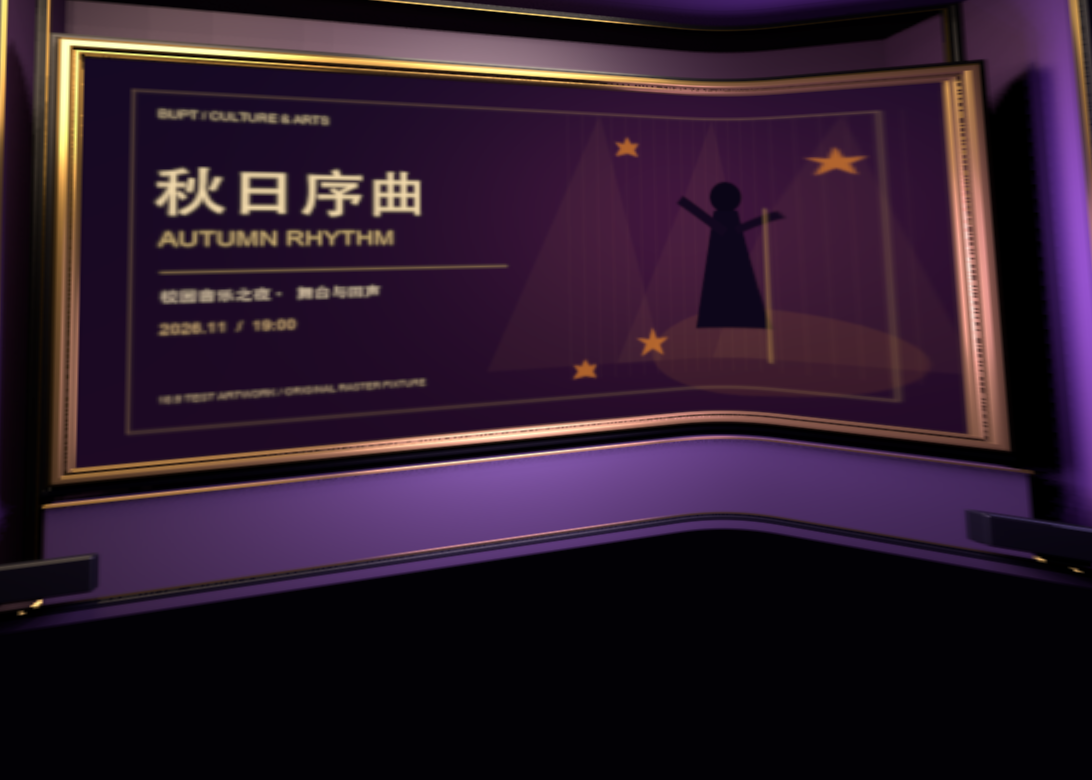 BUPT / CULTURE & ARTS
秋日序曲
AUTUMN RHYTHM
校园音乐之夜 · 舞台与回声
2026.11 / 19:00
16:9 TEST ARTWORK / ORIGINAL RASTER FIXTURE